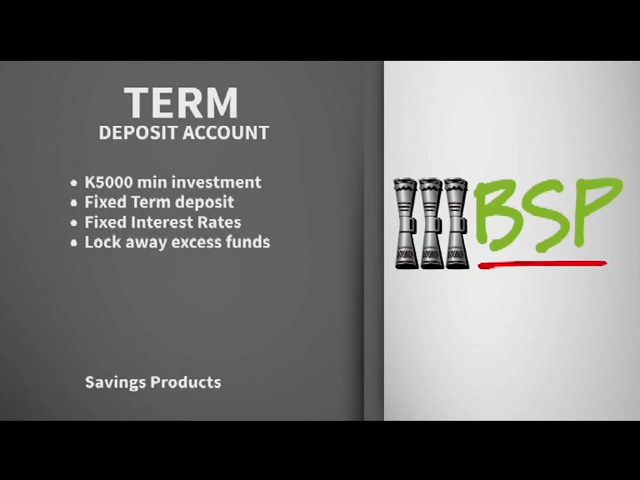 TERM
DEPOSIT ACCOUNT
• K5000 min investment
• Fixed Term deposit
• Fixed Interest Rates
• Lock away excess funds
BSP
Savings Products